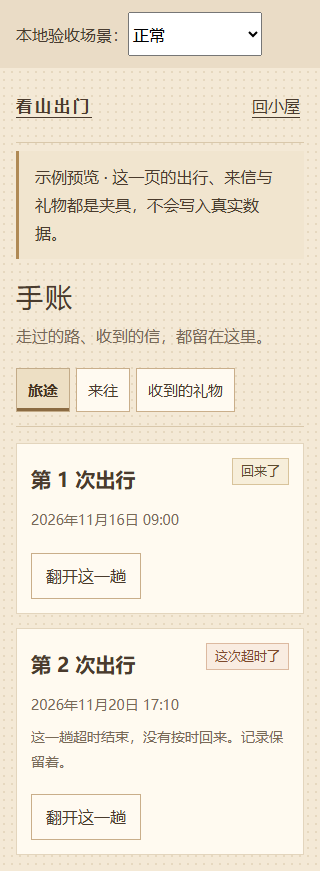 本地验收场景： 正常
看山出门 回小屋
示例预览 · 这一页的出行、来信与
礼物都是夹具，不会写入真实数
据。
手账
走过的路、收到的信，都留在这里。
旅途 来往 收到的礼物
第 1 次出行 回来了
2026年11月16日 09:00
翻开这一趟
第 2 次出行 这次超时了
2026年11月20日 17:10
这一趟超时结束，没有按时回来。记录保
留着。
翻开这一趟